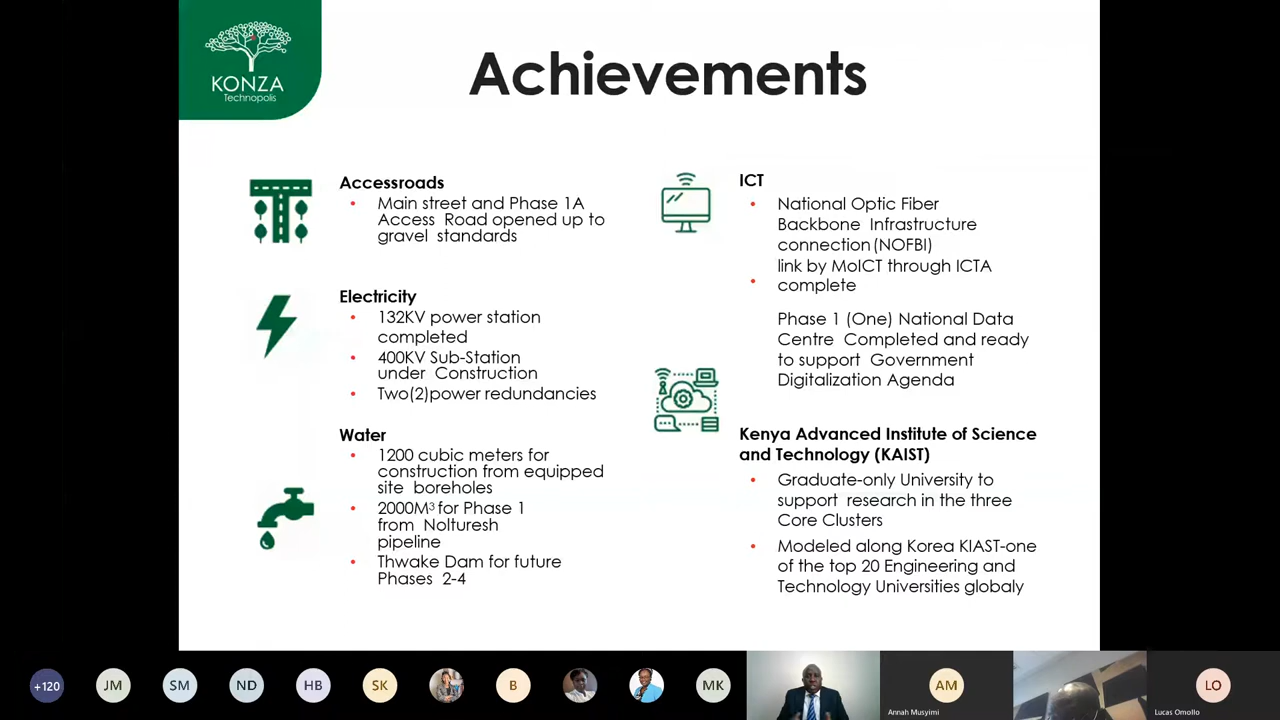 KONZA
Technopolis
Achievements
Accessroads
• Main street and Phase 1A
Access Road opened up to
gravel standards
Electricity
• 132KV power station
completed
• 400KV Sub-Station
under Construction
• Two(2)power redundancies
Water
• 1200 cubic meters for
construction from equipped
site boreholes
• 2000M³ for Phase 1
from Nolturesh
pipeline
• Thwake Dam for future
Phases 2-4
ICT
• National Optic Fiber
Backbone Infrastructure
connection (NOFBI)
link by MoICT through ICTA
• complete
Phase 1 (One) National Data
Centre Completed and ready
to support Government
Digitalization Agenda
Kenya Advanced Institute of Science
and Technology (KAIST)
• Graduate-only University to
support research in the three
Core Clusters
• Modeled along Korea KIAST-one
of the top 20 Engineering and
Technology Universities globaly
+120
JM
SM
ND
HB
SK
B
MK
AM
Annah Musyimi
LO
Lucas Omollo